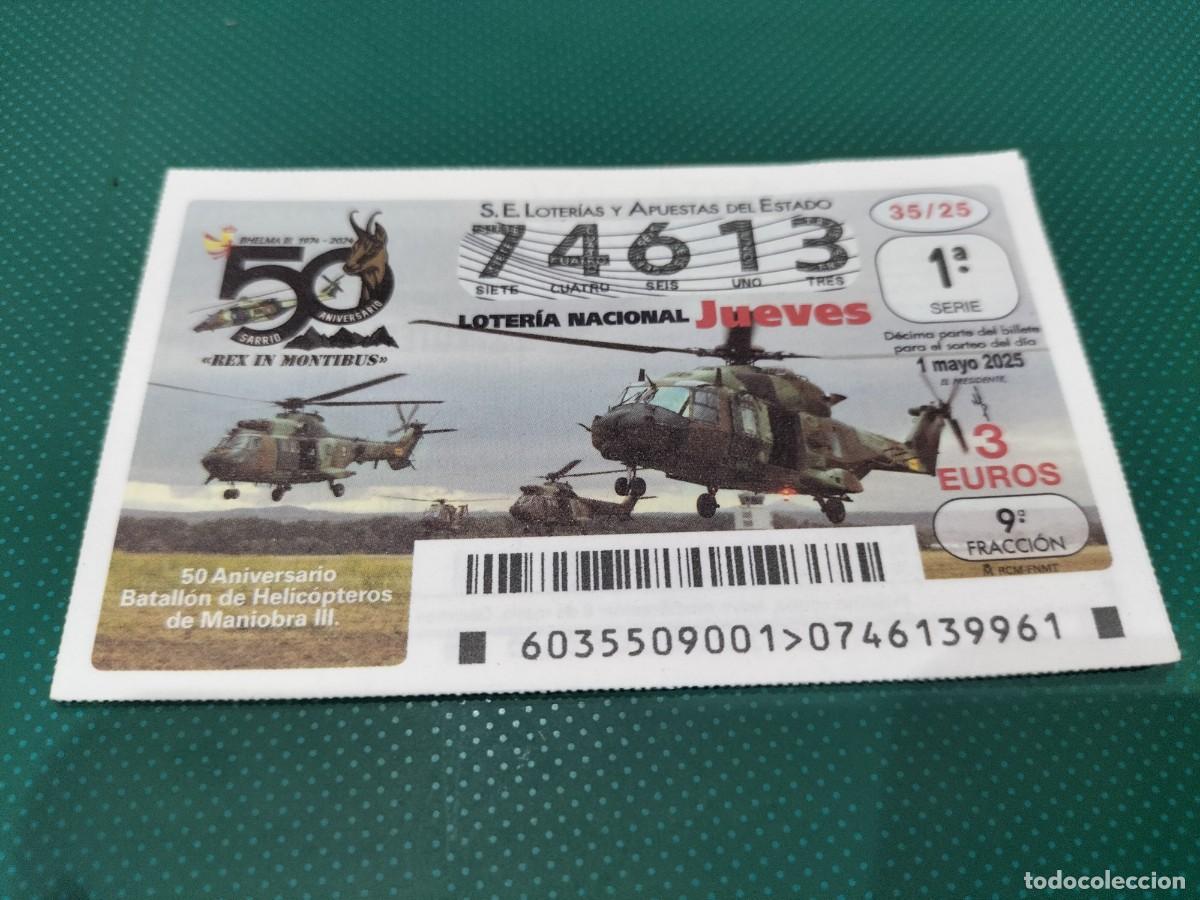 S.E. LOTERÍAS Y APUESTAS DEL ESTADO
35/25
74613
SIETE CUATRO SEIS UNO TRES
1ª
SERIE
BHELMA III 1974 - 2024
50
ANIVERSARIO
SARRIO
«REX IN MONTIBUS»
LOTERÍA NACIONAL Jueves
Décima parte del billete
para el sorteo del día
1 mayo 2025
EL PRESIDENTE,
3
EUROS
9ª
FRACCIÓN
RCM-FNMT
50 Aniversario
Batallón de Helicópteros
de Maniobra III.
6035509001>0746139961
todocoleccion